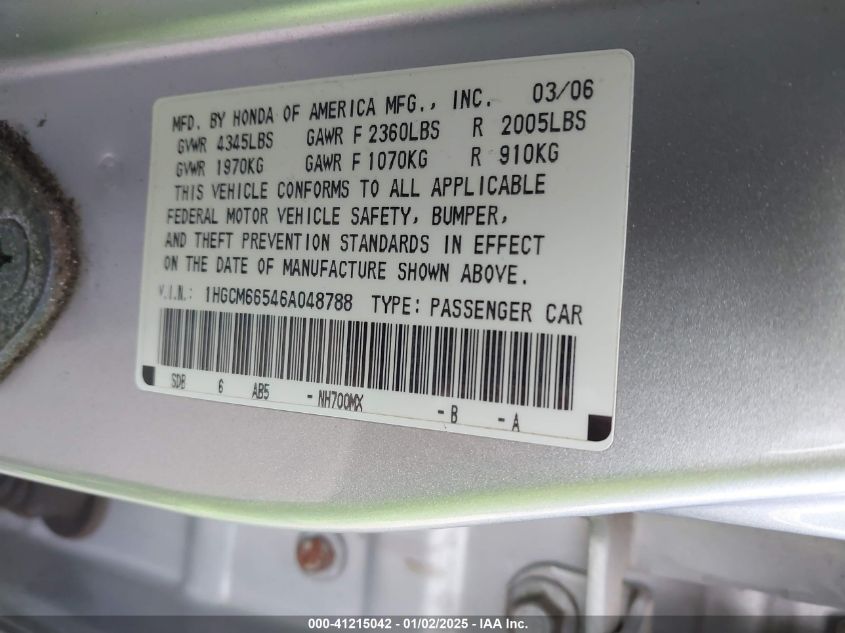 MFD. BY HONDA OF AMERICA MFG., INC. 03/06
GVWR 4345LBS GAWR F 2360LBS R 2005LBS
GVWR 1970KG GAWR F 1070KG R 910KG
THIS VEHICLE CONFORMS TO ALL APPLICABLE
FEDERAL MOTOR VEHICLE SAFETY, BUMPER,
AND THEFT PREVENTION STANDARDS IN EFFECT
ON THE DATE OF MANUFACTURE SHOWN ABOVE.
V.I.N.: 1HGCM66546A048788 TYPE: PASSENGER CAR
SDB 6 AB5 - NH700MX - B - A
000-41215042 - 01/02/2025 - IAA Inc.